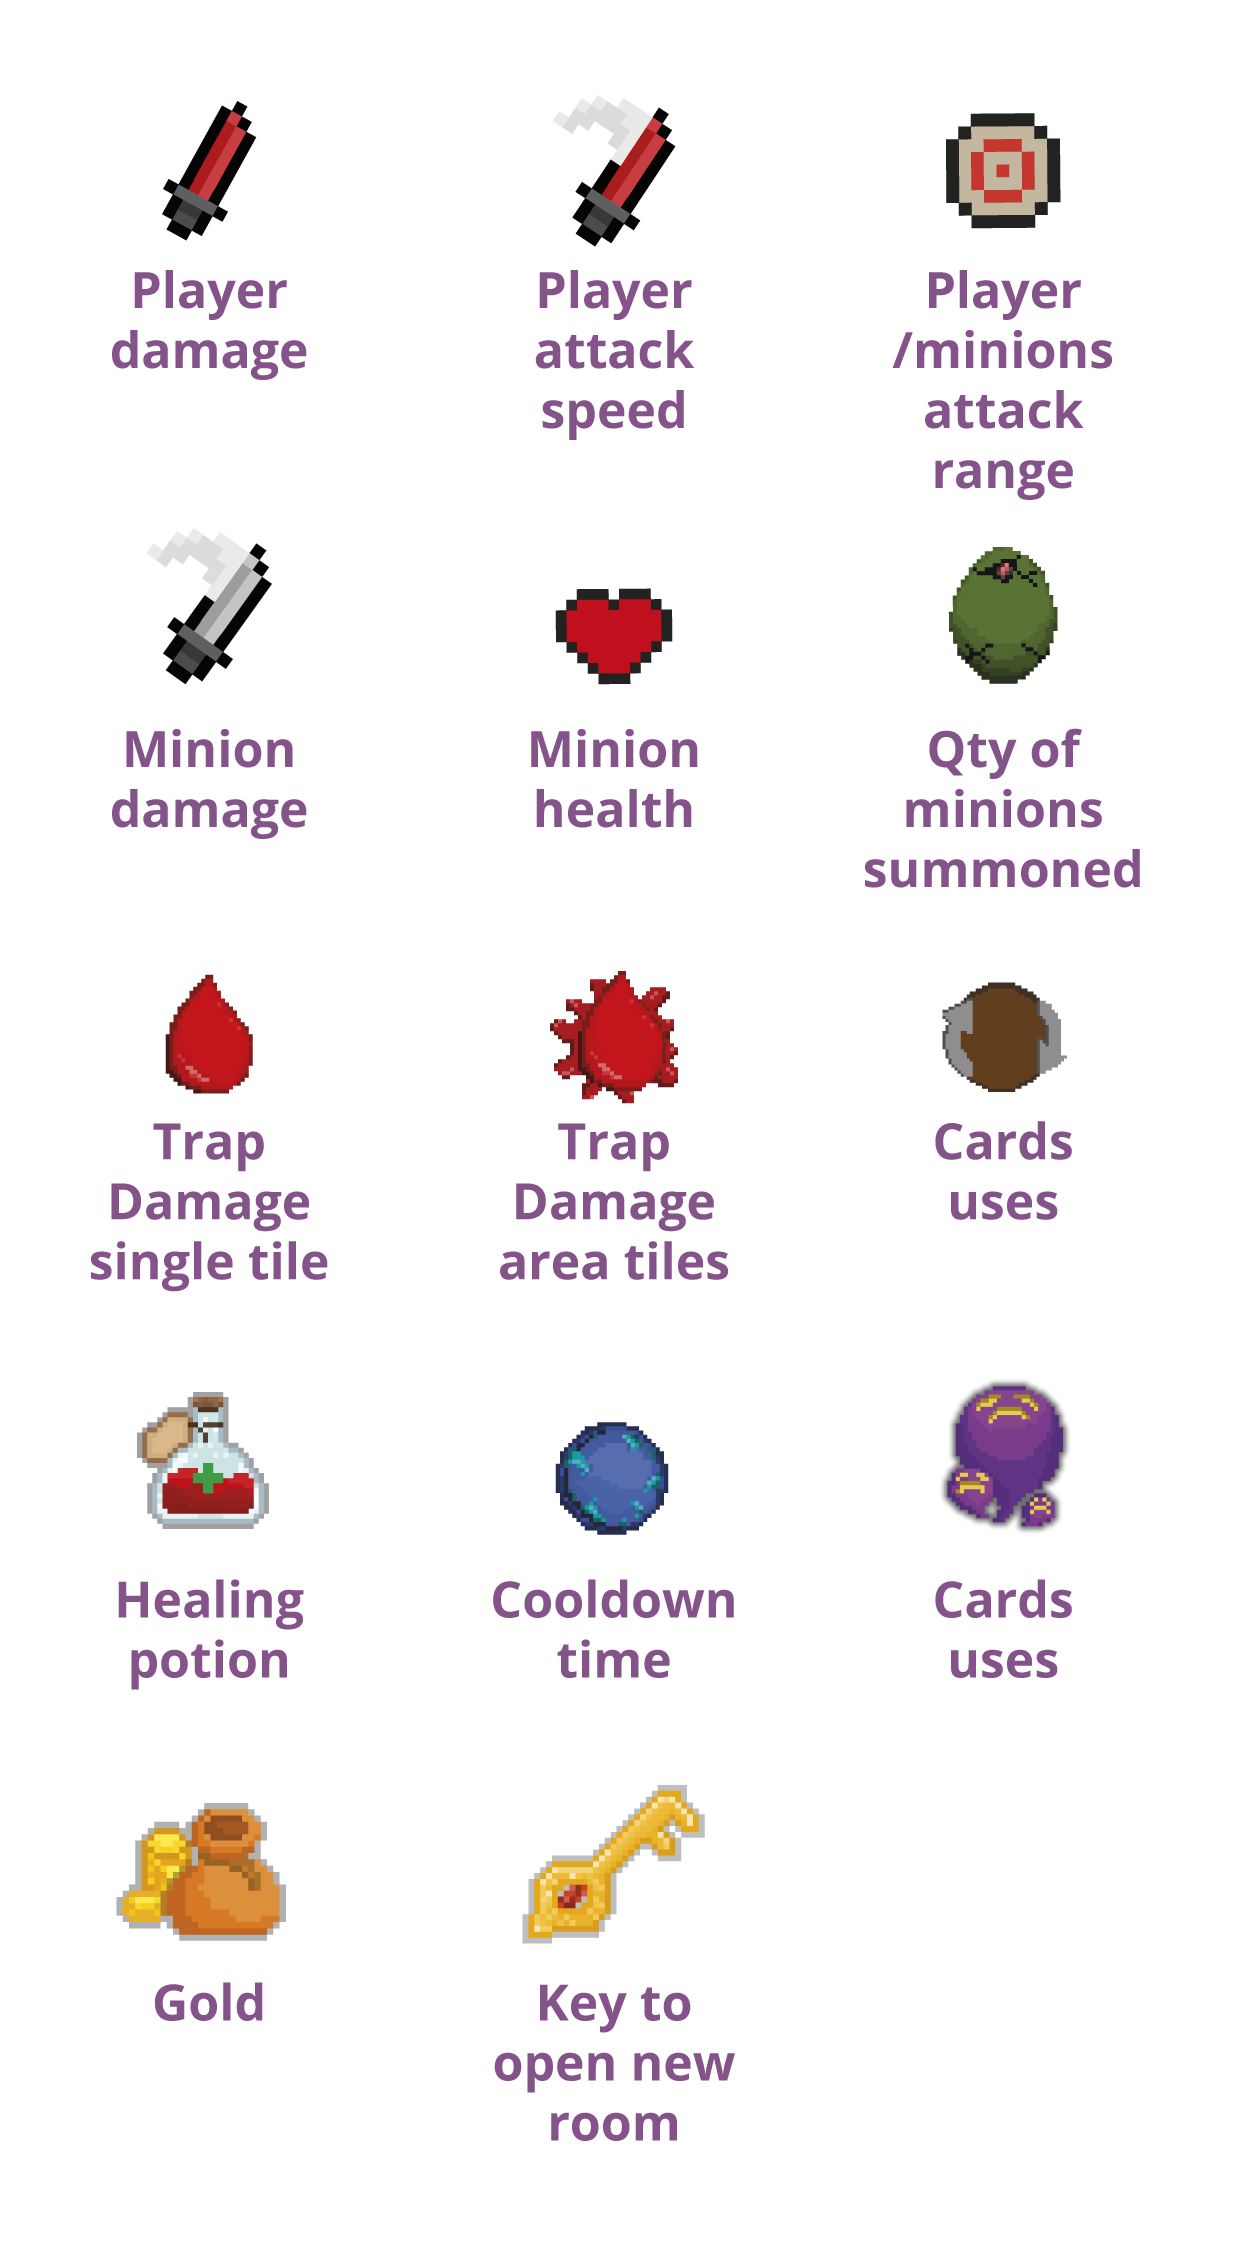 Player
damage
Player
attack
speed
Player
/minions
attack
range
Minion
damage
Minion
health
Qty of
minions
summoned
Trap
Damage
single tile
Trap
Damage
area tiles
Cards
uses
Healing
potion
Cooldown
time
Cards
uses
Gold
Key to
open new
room